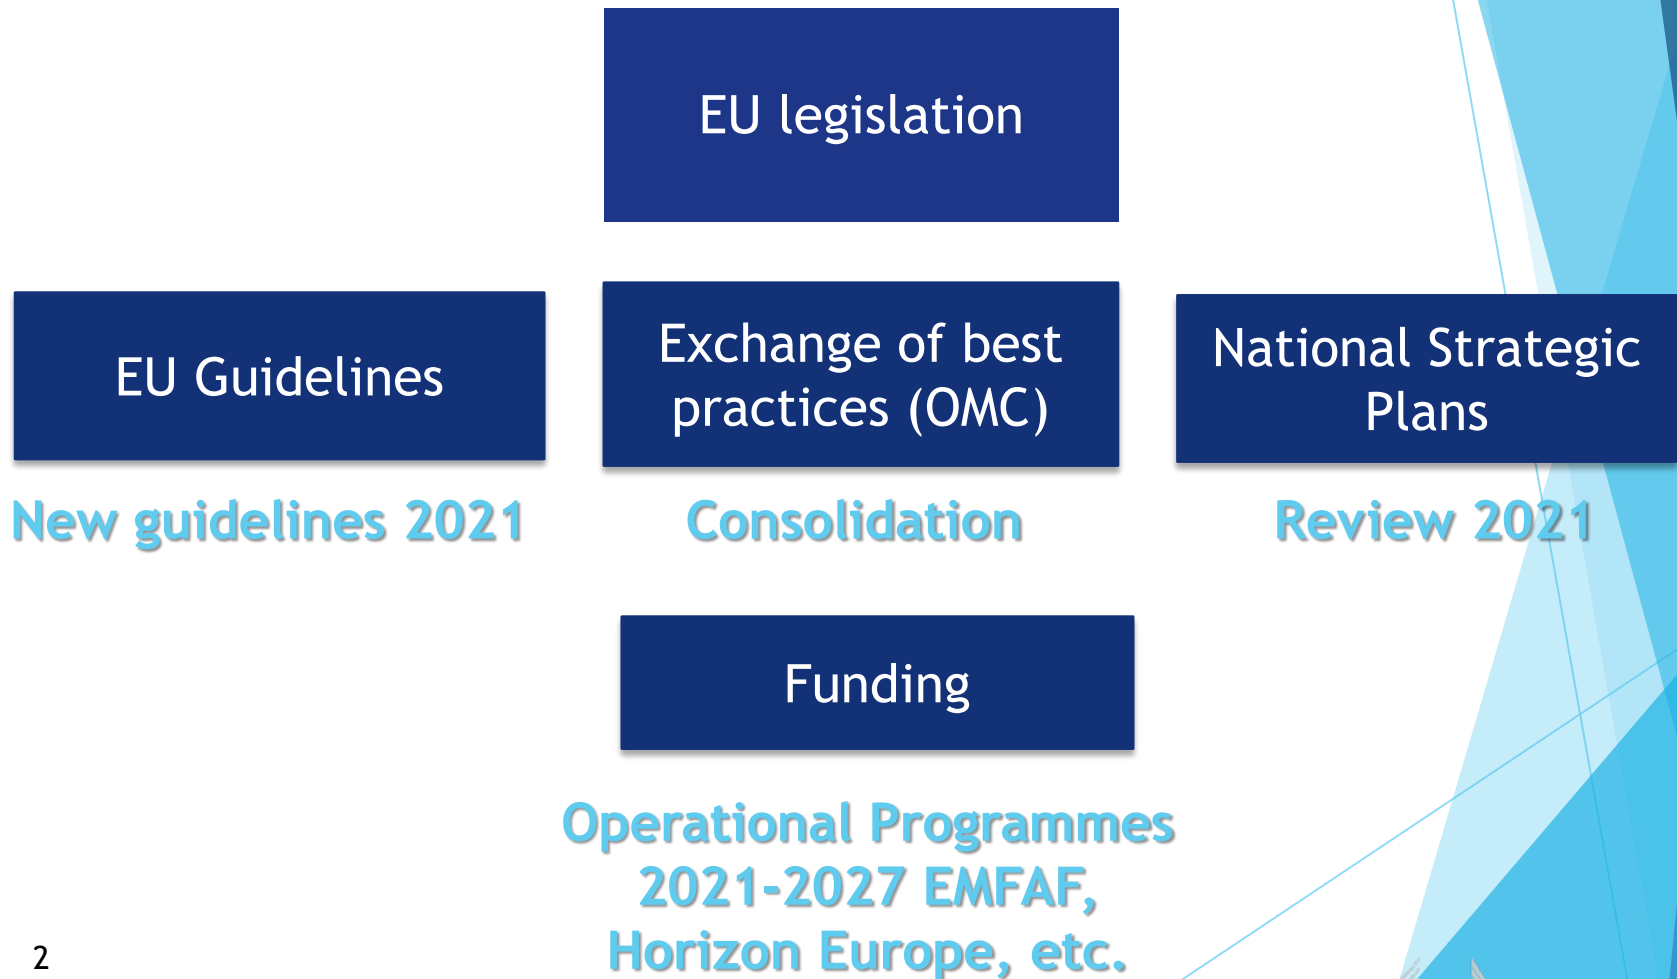 EU legislation
EU Guidelines
Exchange of best
practices (OMC)
National Strategic
Plans
New guidelines 2021
Consolidation
Review 2021
Funding
Operational Programmes
2021-2027 EMFAF,
Horizon Europe, etc.
2